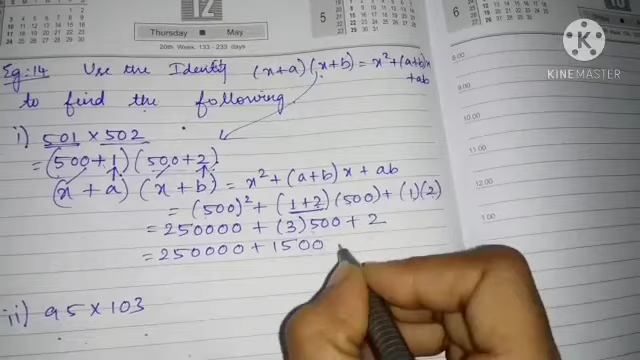 12
Thursday
May
20th Week: 133 - 233 days
5
6
KINEMASTER
Eg:14 Use the Identity (x+a)(x+b) = x² + (a+b)x
+ab
to find the following
i) 501 × 502
= (500+1)(500+2)
(x + a) (x + b) = x² + (a+b)x + ab
= (500)² + (1+2)(500) + (1)(2)
= 250000 + (3)500 + 2
= 250000 + 1500
ii) 95 × 103
8.00
9.00
10.00
12.00
1.00